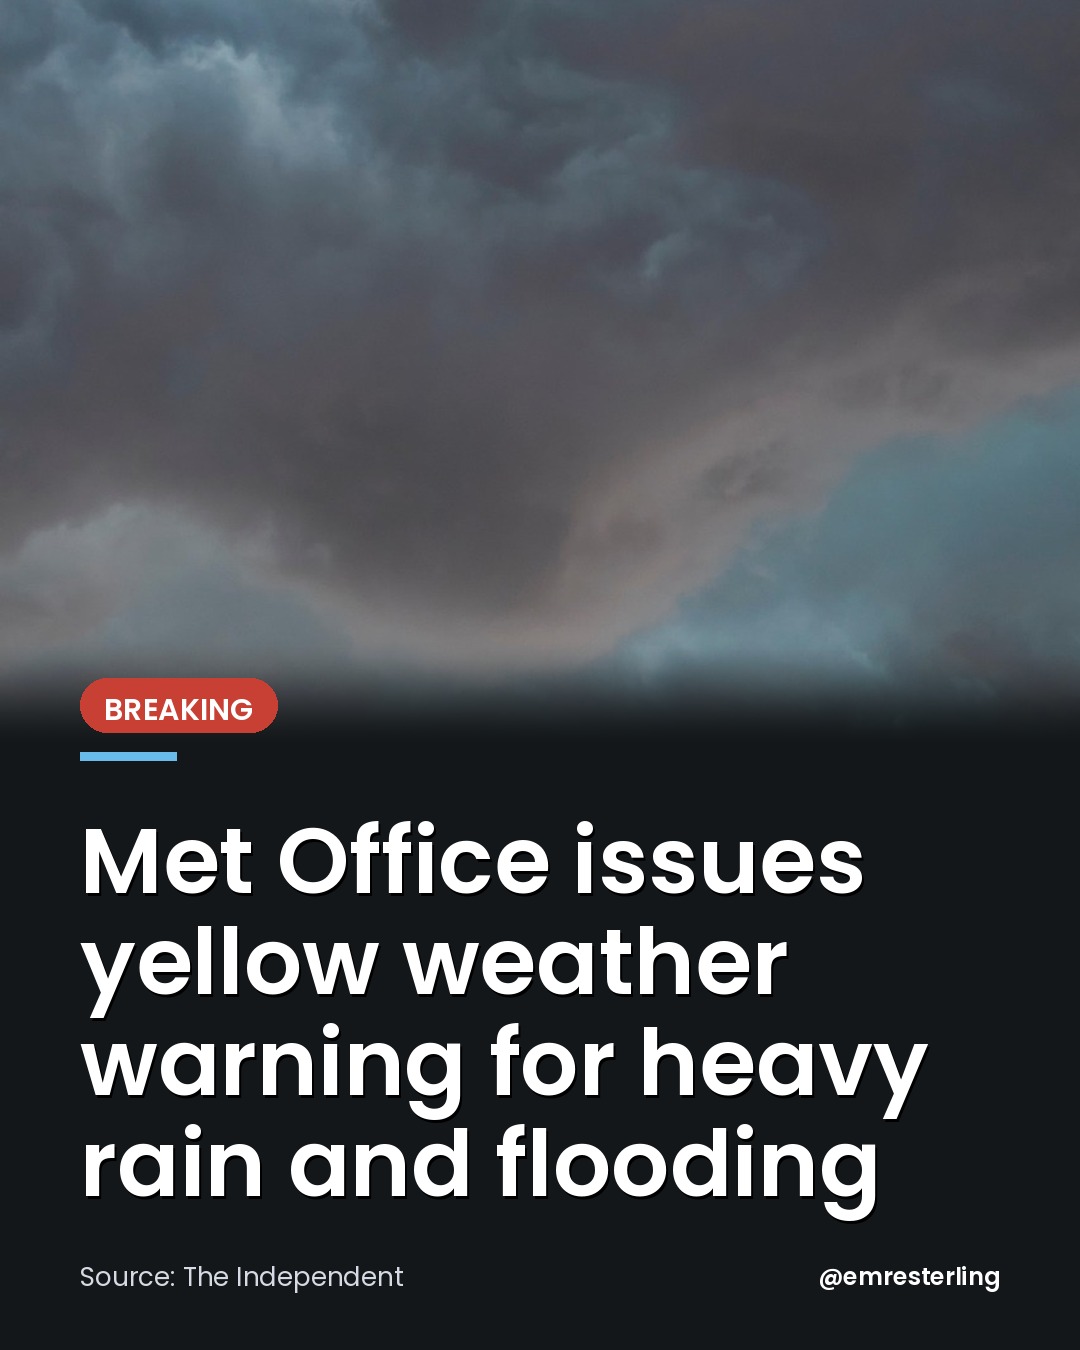 BREAKING
Met Office issues
yellow weather
warning for heavy
rain and flooding
Source: The Independent
@emresterling